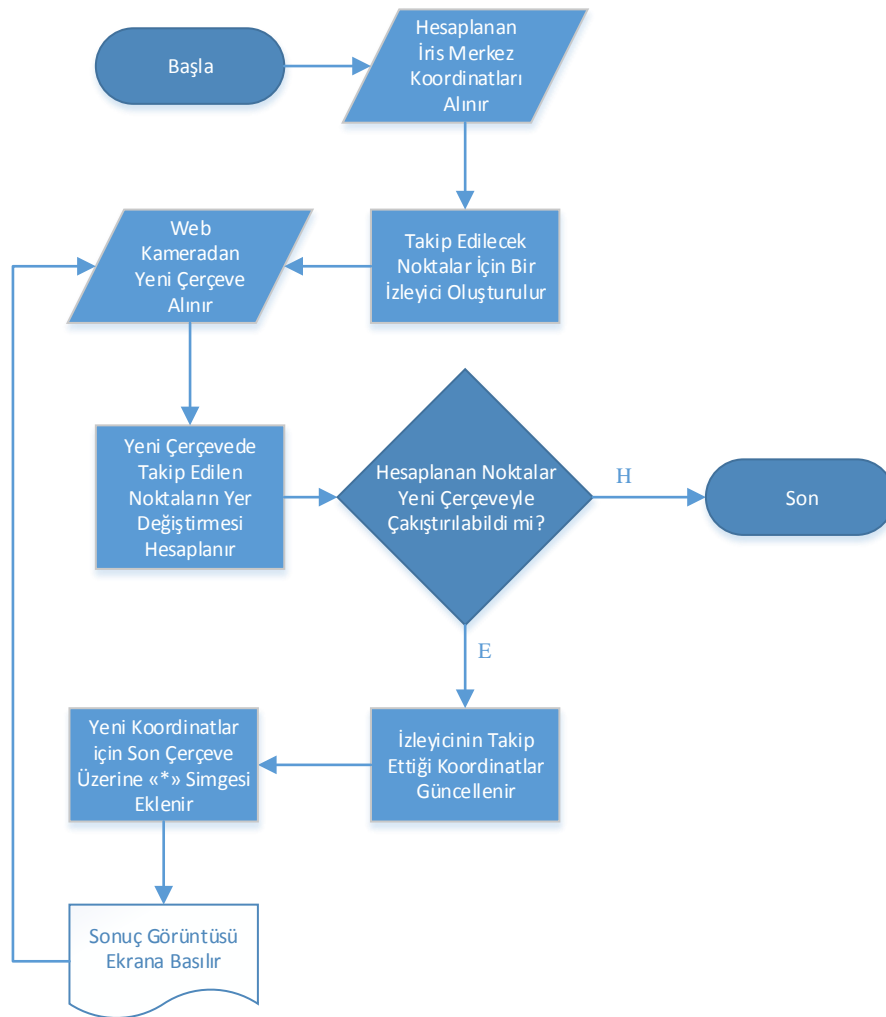 Başla
Hesaplanan
İris Merkez
Koordinatları
Alınır
Takip Edilecek
Noktalar İçin Bir
İzleyici Oluşturulur
Web
Kameradan
Yeni Çerçeve
Alınır
Yeni Çerçevede
Takip Edilen
Noktaların Yer
Değiştirmesi
Hesaplanır
Hesaplanan Noktalar
Yeni Çerçeveyle
Çakıştırılabildi mi?
H
Son
E
İzleyicinin Takip
Ettiği Koordinatlar
Güncellenir
Yeni Koordinatlar
için Son Çerçeve
Üzerine «*» Simgesi
Eklenir
Sonuç Görüntüsü
Ekrana Basılır